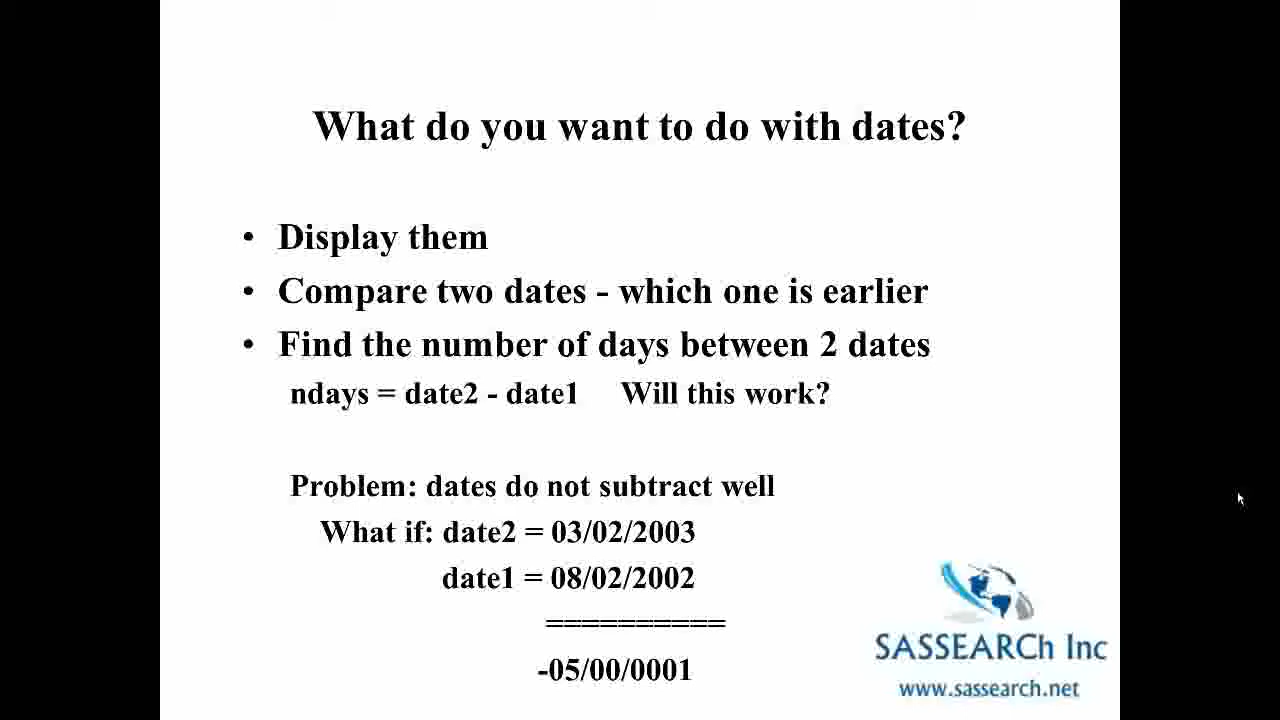 What do you want to do with dates?
• Display them
• Compare two dates - which one is earlier
• Find the number of days between 2 dates
ndays = date2 - date1 Will this work?
Problem: dates do not subtract well
What if: date2 = 03/02/2003
date1 = 08/02/2002
==========
-05/00/0001
SASSEARCh Inc
www.sassearch.net